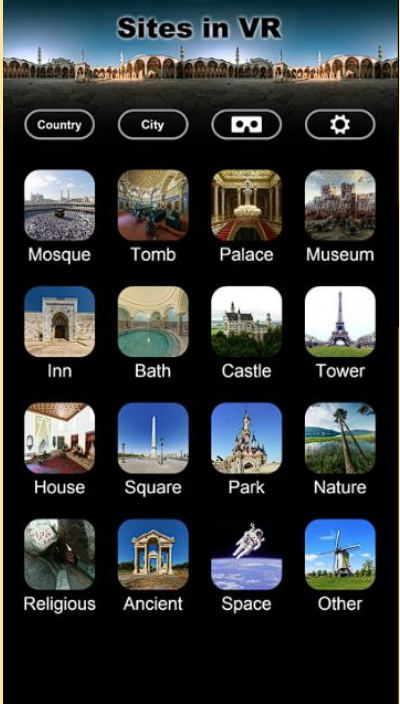 Sites in VR
Country City
Mosque Tomb Palace Museum
Inn Bath Castle Tower
House Square Park Nature
Religious Ancient Space Other